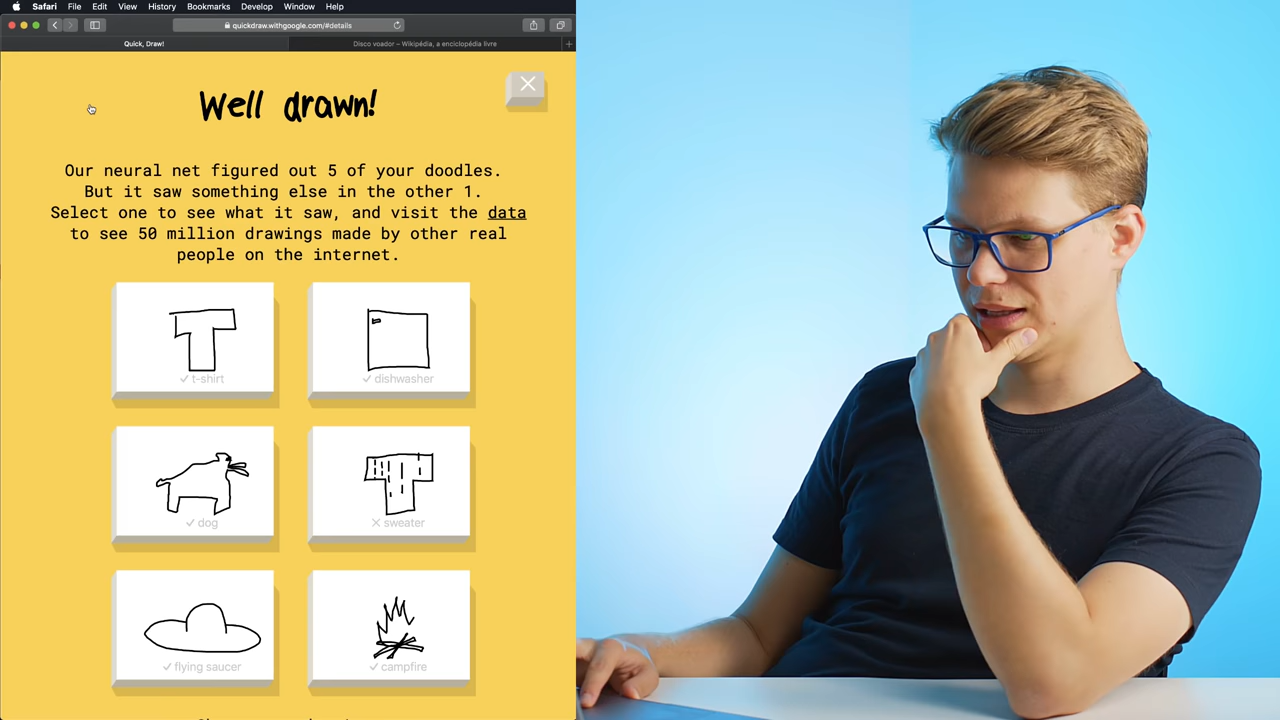 Safari File Edit View History Bookmarks Develop Window Help
quickdraw.withgoogle.com/#details
Quick, Draw! Disco voador – Wikipédia, a enciclopédia livre
Well drawn!
Our neural net figured out 5 of your doodles.
But it saw something else in the other 1.
Select one to see what it saw, and visit the data
to see 50 million drawings made by other real
people on the internet.
✓ t-shirt ✓ dishwasher
✓ dog ✕ sweater
✓ flying saucer ✓ campfire